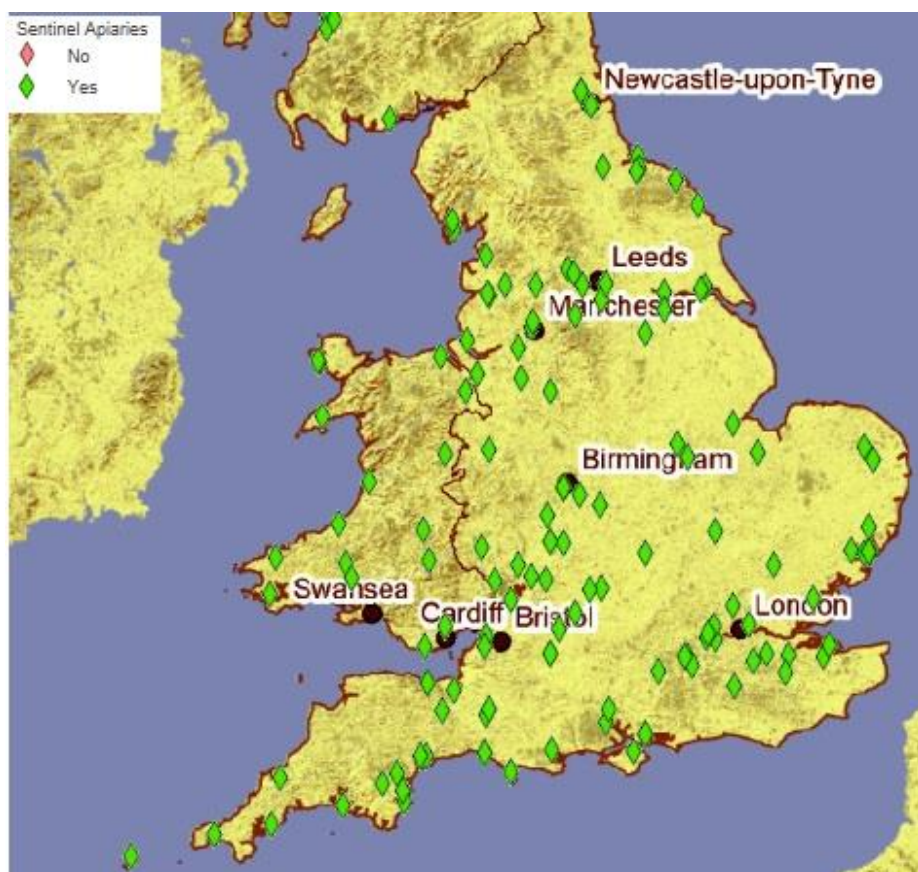 Sentinel Apiaries
No
Yes
Newcastle-upon-Tyne
Leeds
Manchester
Birmingham
Swansea
Cardiff
Bristol
London